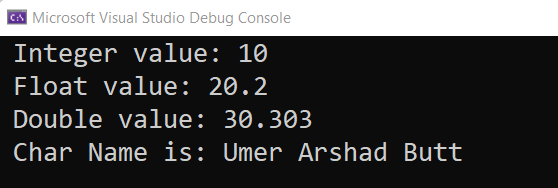 Microsoft Visual Studio Debug Console
Integer value: 10
Float value: 20.2
Double value: 30.303
Char Name is: Umer Arshad Butt